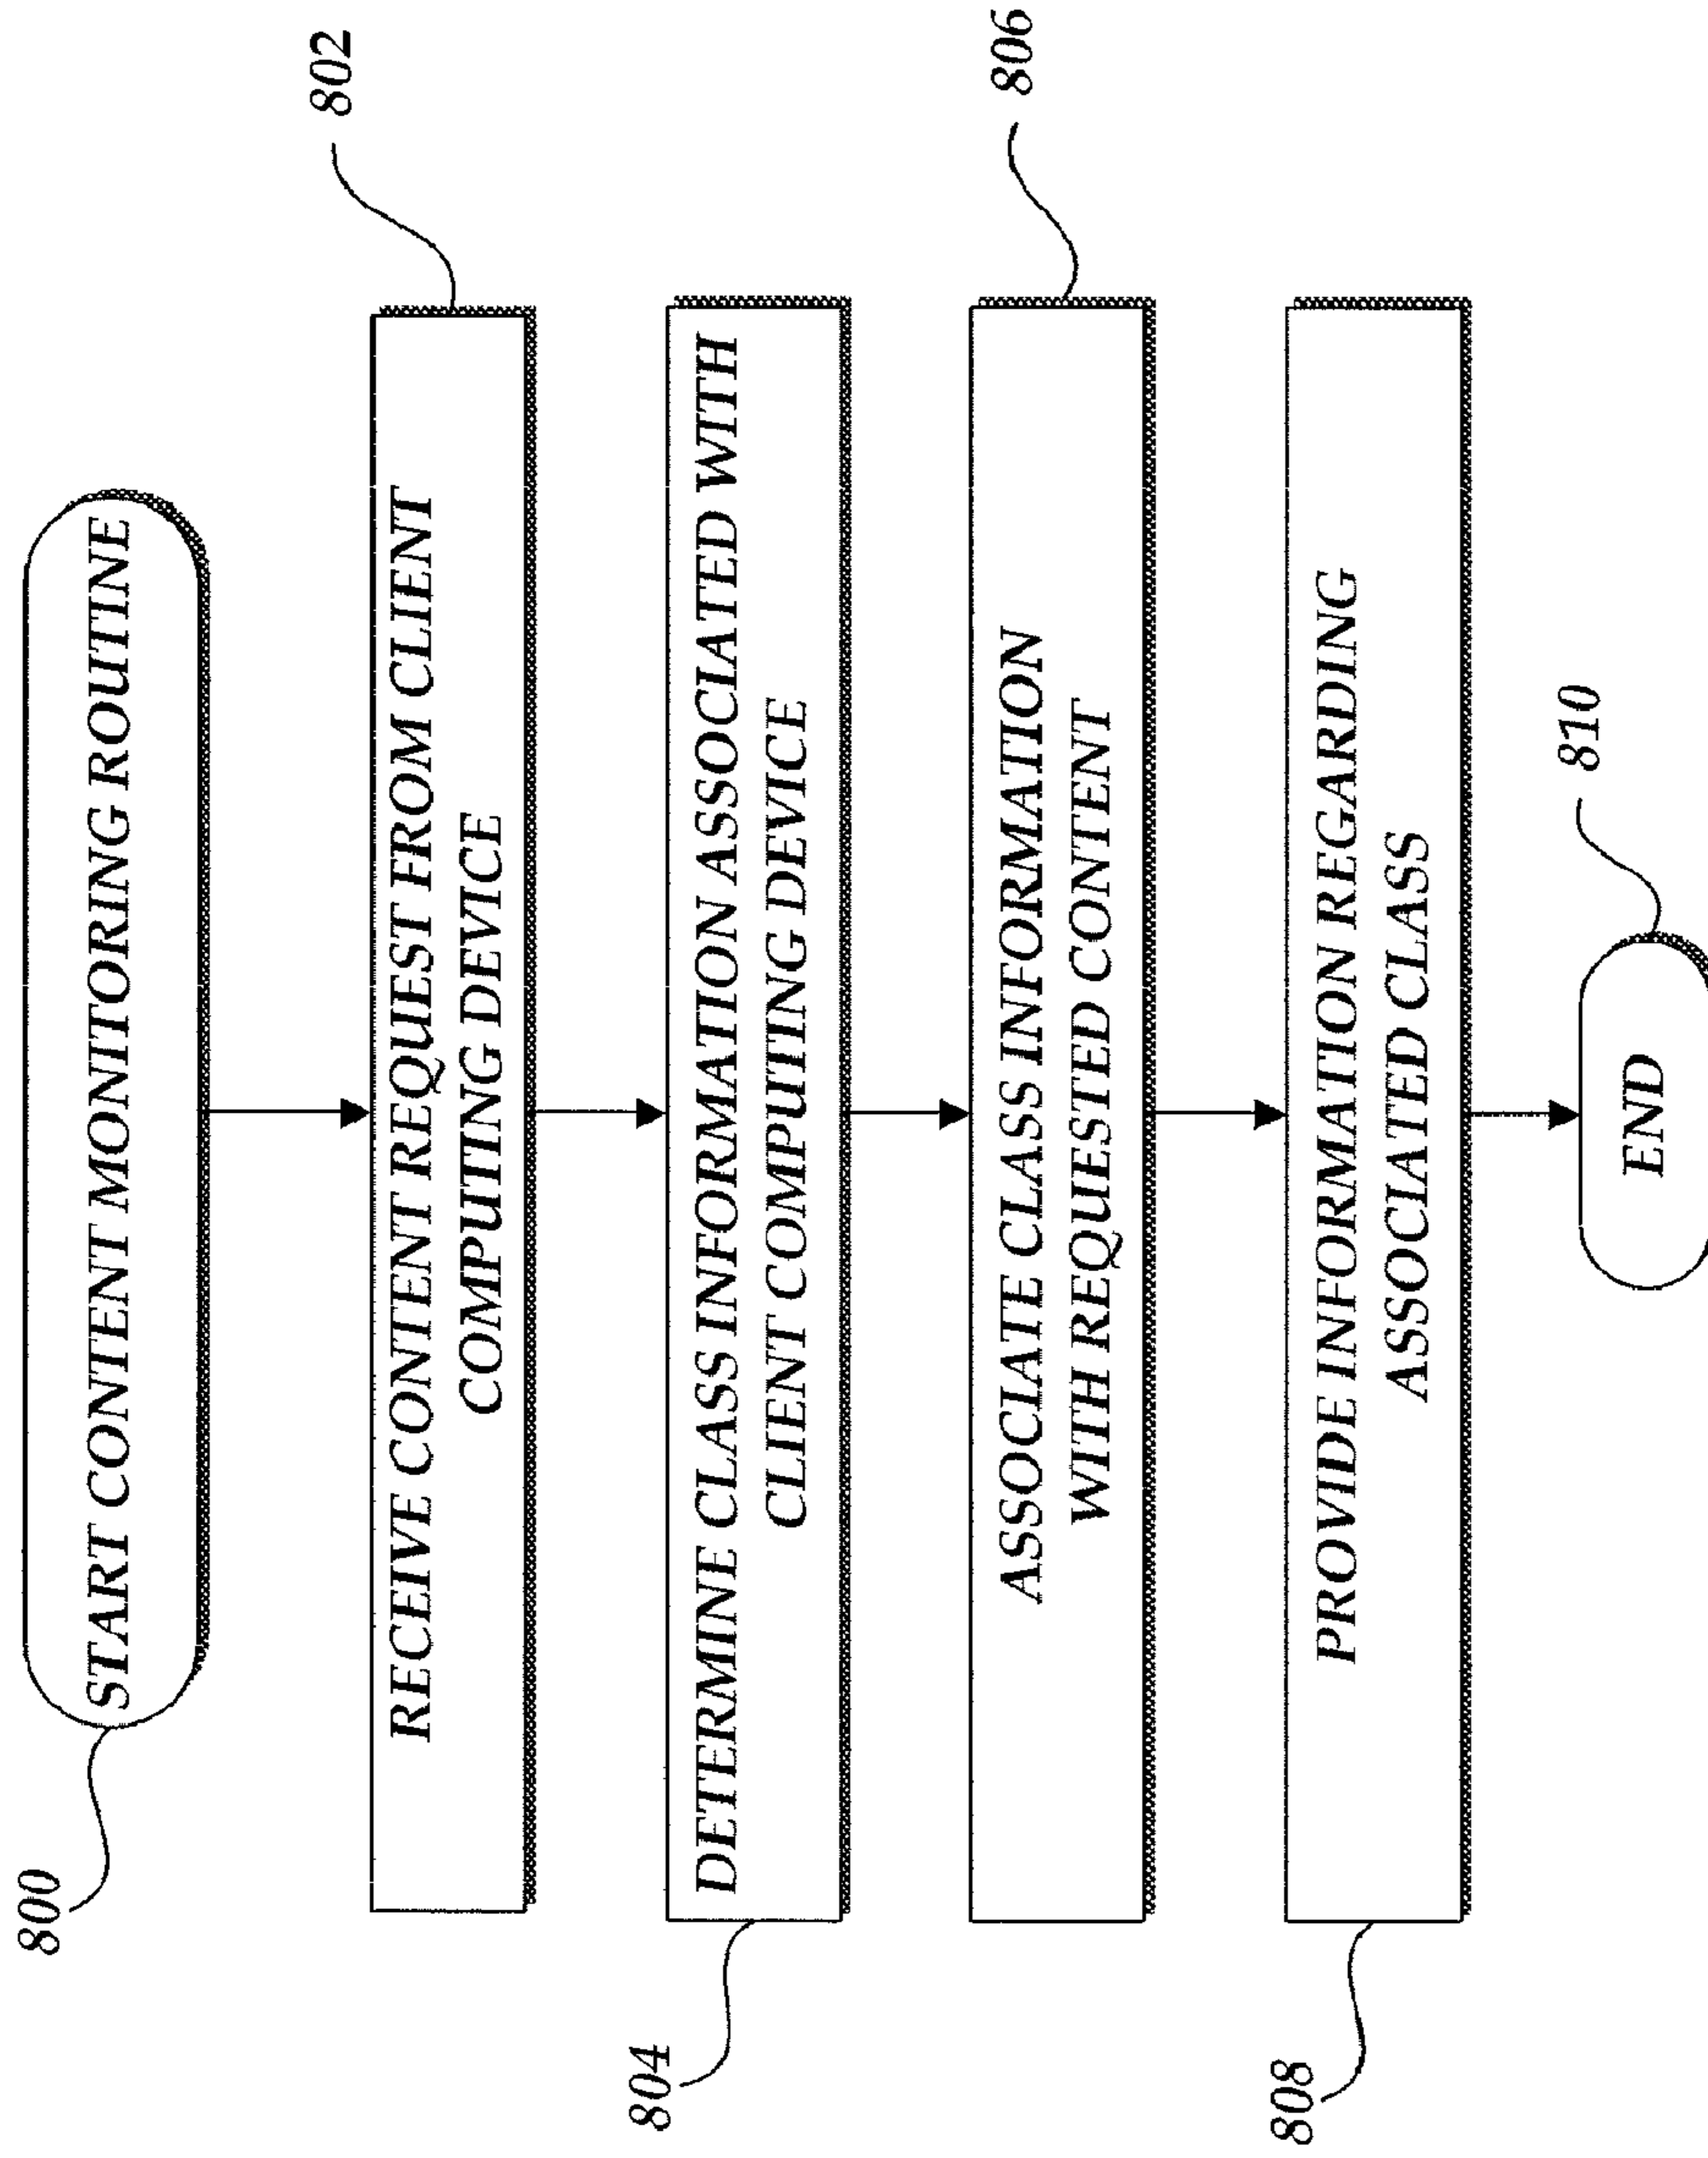 800
START CONTENT MONITORING ROUTINE
802
RECEIVE CONTENT REQUEST FROM CLIENT
COMPUTING DEVICE
804
DETERMINE CLASS INFORMATION ASSOCIATED WITH
CLIENT COMPUTING DEVICE
806
ASSOCIATE CLASS INFORMATION
WITH REQUESTED CONTENT
808
PROVIDE INFORMATION REGARDING
ASSOCIATED CLASS
810
END